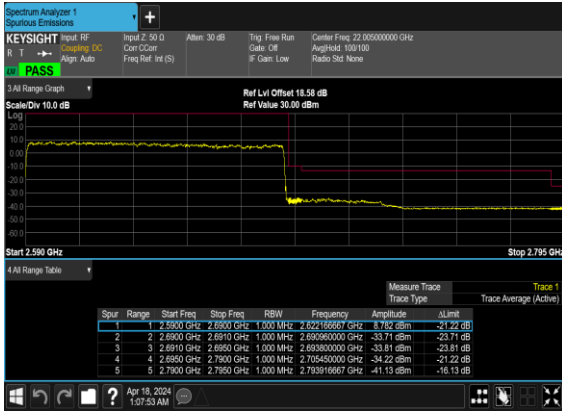 Spectrum Analyzer 1
Spurious Emissions
+
KEYSIGHT Input: RF Input Z: 50 Ω Atten: 30 dB Trig: Free Run Center Freq: 22.005000000 GHz
R T Coupling: DC Corr CCorr Gate: Off Avg|Hold: 100/100
Align: Auto Freq Ref: Int (S) IF Gain: Low Radio Std: None
PASS
3 All Range Graph
Ref Lvl Offset 18.58 dB
Scale/Div 10.0 dB Ref Value 30.00 dBm
Log
20.0
10.0
0.00
-10.0
-20.0
-30.0
-40.0
-50.0
-60.0
Start 2.590 GHz Stop 2.795 GHz
4 All Range Table
Measure Trace Trace 1
Trace Type Trace Average (Active)
Spur Range Start Freq Stop Freq RBW Frequency Amplitude ΔLimit
1 1 2.5900 GHz 2.6900 GHz 1.000 MHz 2.622166667 GHz 8.782 dBm -21.22 dB
2 2 2.6900 GHz 2.6910 GHz 1.000 MHz 2.690960000 GHz -33.71 dBm -23.71 dB
3 3 2.6910 GHz 2.6950 GHz 1.000 MHz 2.693800000 GHz -33.81 dBm -23.81 dB
4 4 2.6950 GHz 2.7900 GHz 1.000 MHz 2.705450000 GHz -34.22 dBm -21.22 dB
5 5 2.7900 GHz 2.7950 GHz 1.000 MHz 2.793916667 GHz -41.13 dBm -16.13 dB
? Apr 18, 2024
1:07:53 AM